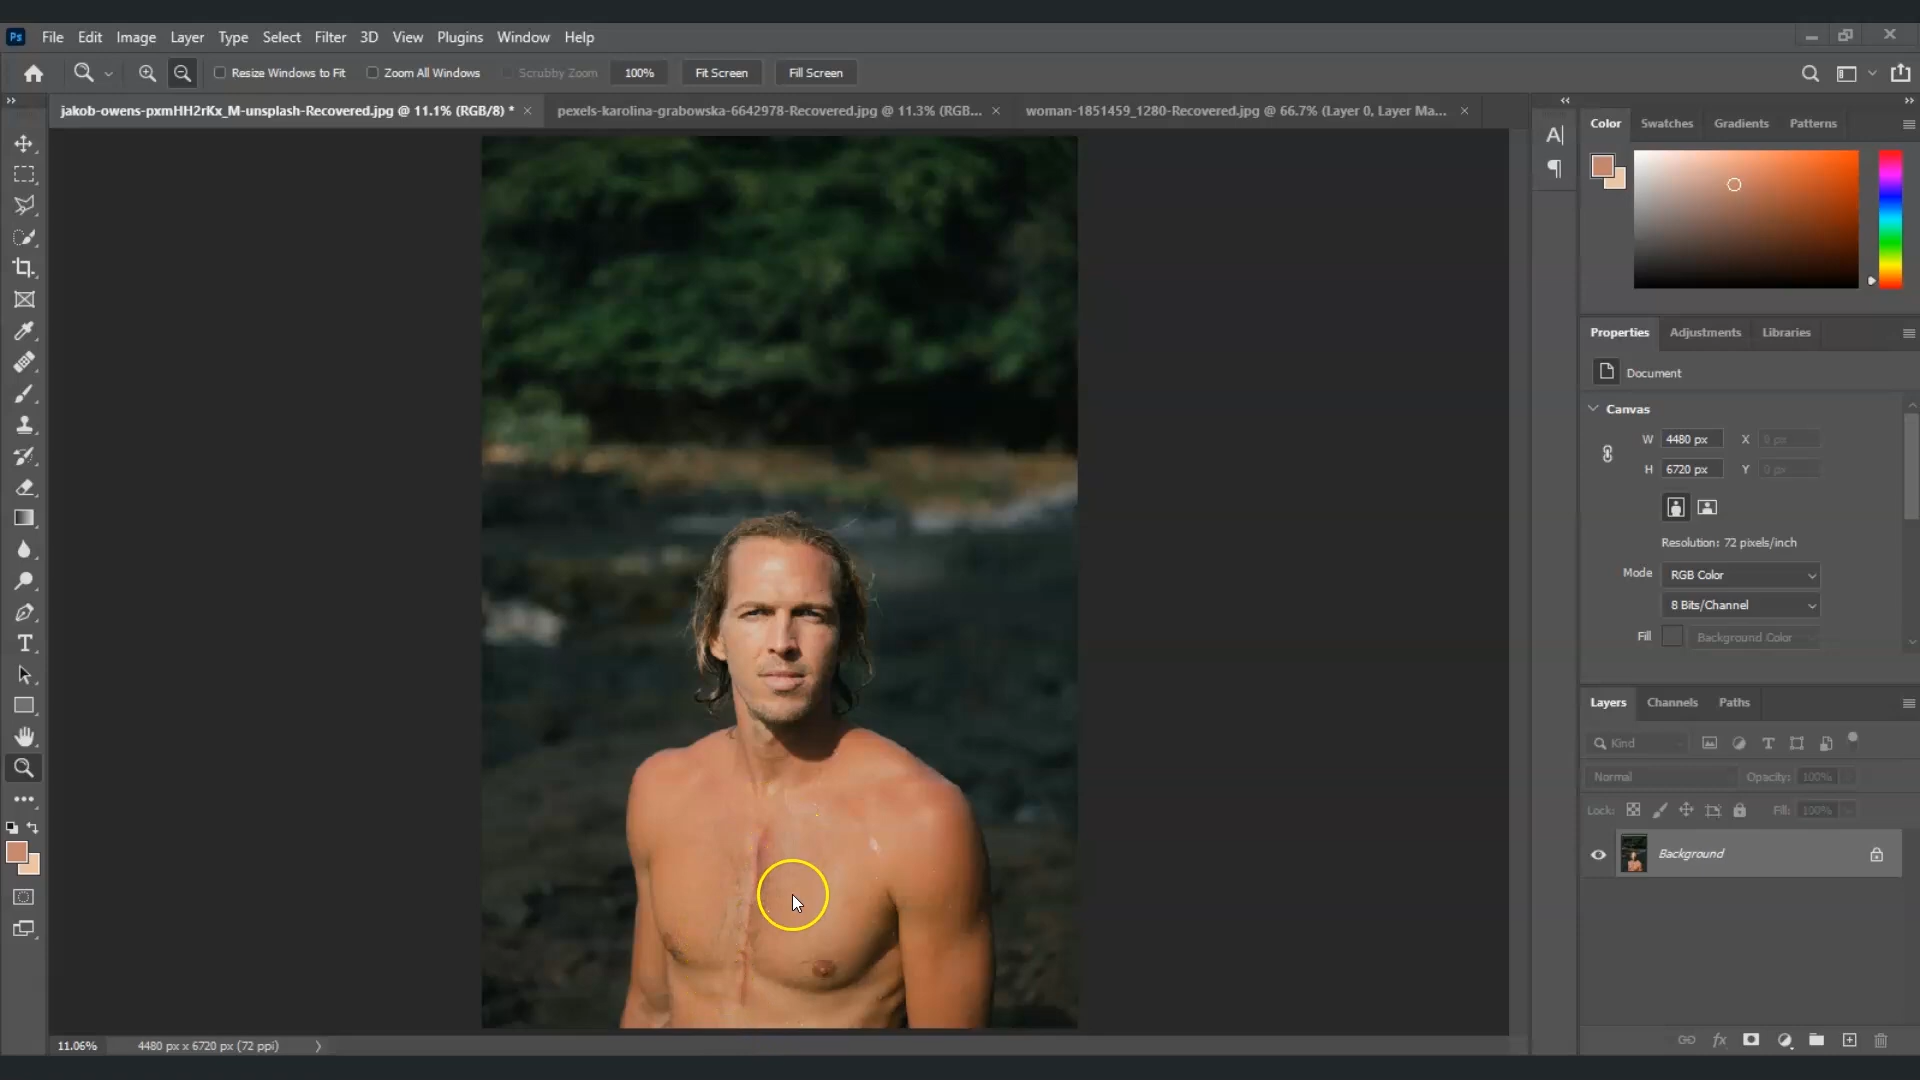 Ps File Edit Image Layer Type Select Filter 3D View Plugins Window Help
Resize Windows to Fit Zoom All Windows Scrubby Zoom 100% Fit Screen Fill Screen
jakob-owens-pxmHH2rKx_M-unsplash-Recovered.jpg @ 11.1% (RGB/8) * × pexels-karolina-grabowska-6642978-Recovered.jpg @ 11.3% (RGB... × woman-1851459_1280-Recovered.jpg @ 66.7% (Layer 0, Layer Ma... ×
Color Swatches Gradients Patterns
Properties Adjustments Libraries
Document
Canvas
W 4480 px X 0 px
H 6720 px Y 0 px
Resolution: 72 pixels/inch
Mode RGB Color
8 Bits/Channel
Fill Background Color
Layers Channels Paths
Kind
Normal Opacity: 100%
Lock: Fill: 100%
Background
11.06% 4480 px x 6720 px (72 ppi)